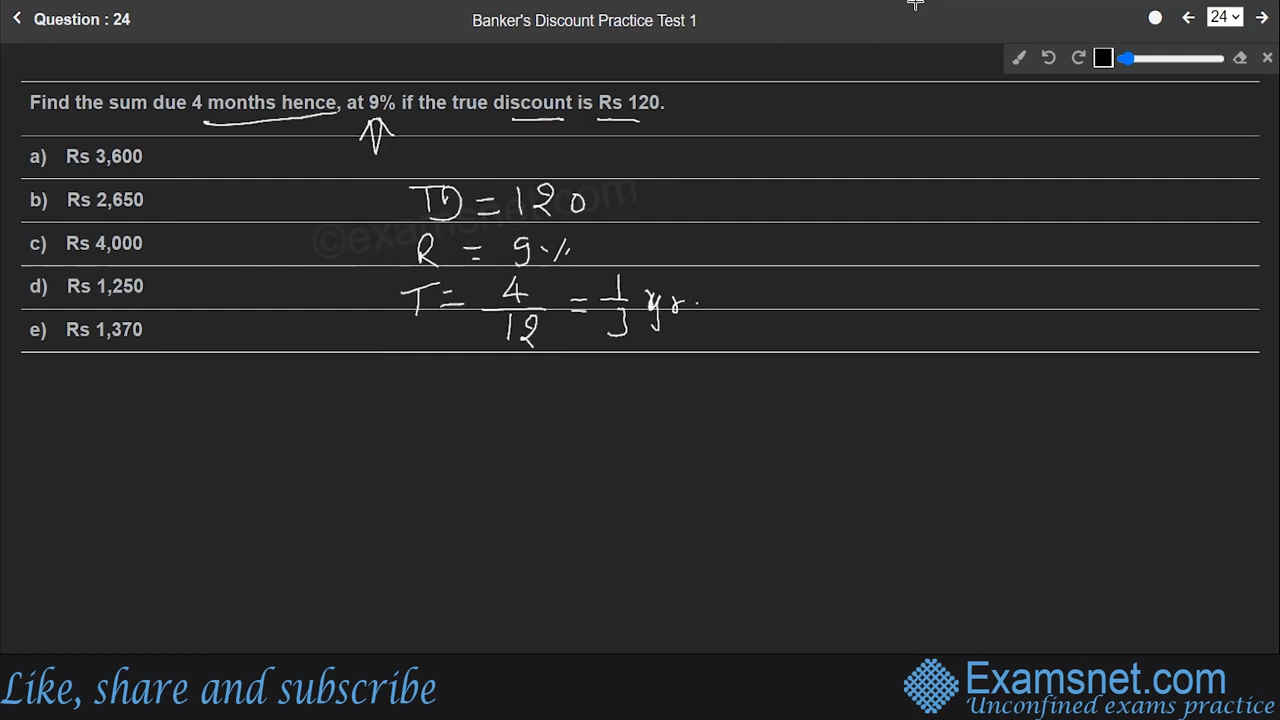 Question : 24
Banker's Discount Practice Test 1
24
Find the sum due 4 months hence, at 9% if the true discount is Rs 120.
a) Rs 3,600
b) Rs 2,650
c) Rs 4,000
d) Rs 1,250
e) Rs 1,370
©examsnet.com
TD = 120
R = 9%
T = 4/12 = 1/3 yr.
Like, share and subscribe
Examsnet.com
Unconfined exams practice